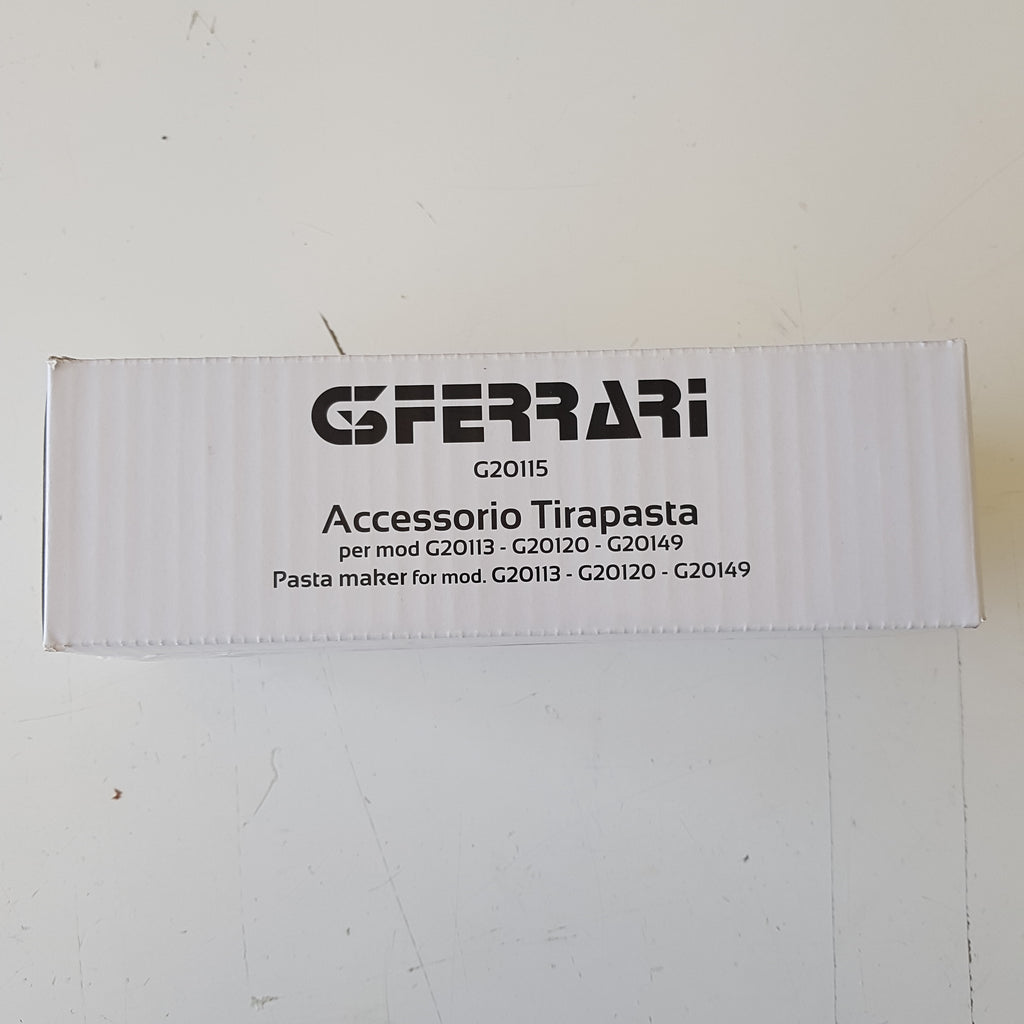 GFERRARi
G20115
Accessorio Tirapasta
per mod G20113 - G20120 - G20149
Pasta maker for mod. G20113 - G20120 - G20149